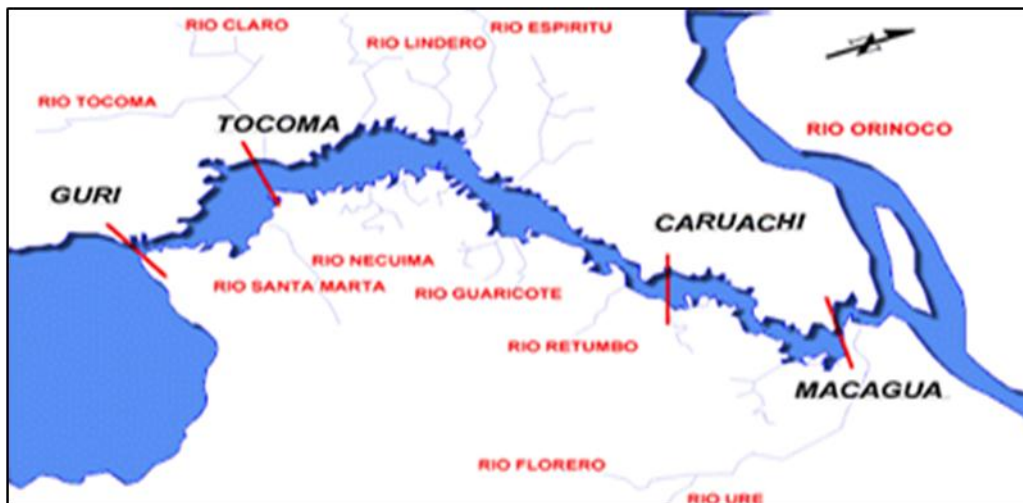 RIO CLARO
RIO ESPIRITU
RIO LINDERO
RIO TOCOMA
TOCOMA
RIO ORINOCO
GURI
CARUACHI
RIO NECUIMA
RIO SANTA MARTA
RIO GUARICOTE
RIO RETUMBO
MACAGUA
RIO FLORERO
RIO URE